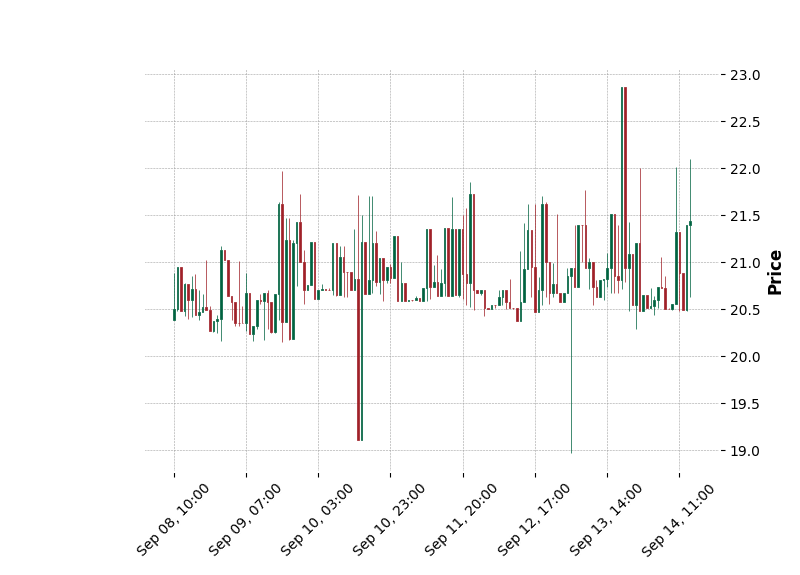 23.0
22.5
22.0
21.5
21.0
20.5
20.0
19.5
19.0
Price
Sep 08, 10:00
Sep 09, 07:00
Sep 10, 03:00
Sep 10, 23:00
Sep 11, 20:00
Sep 12, 17:00
Sep 13, 14:00
Sep 14, 11:00